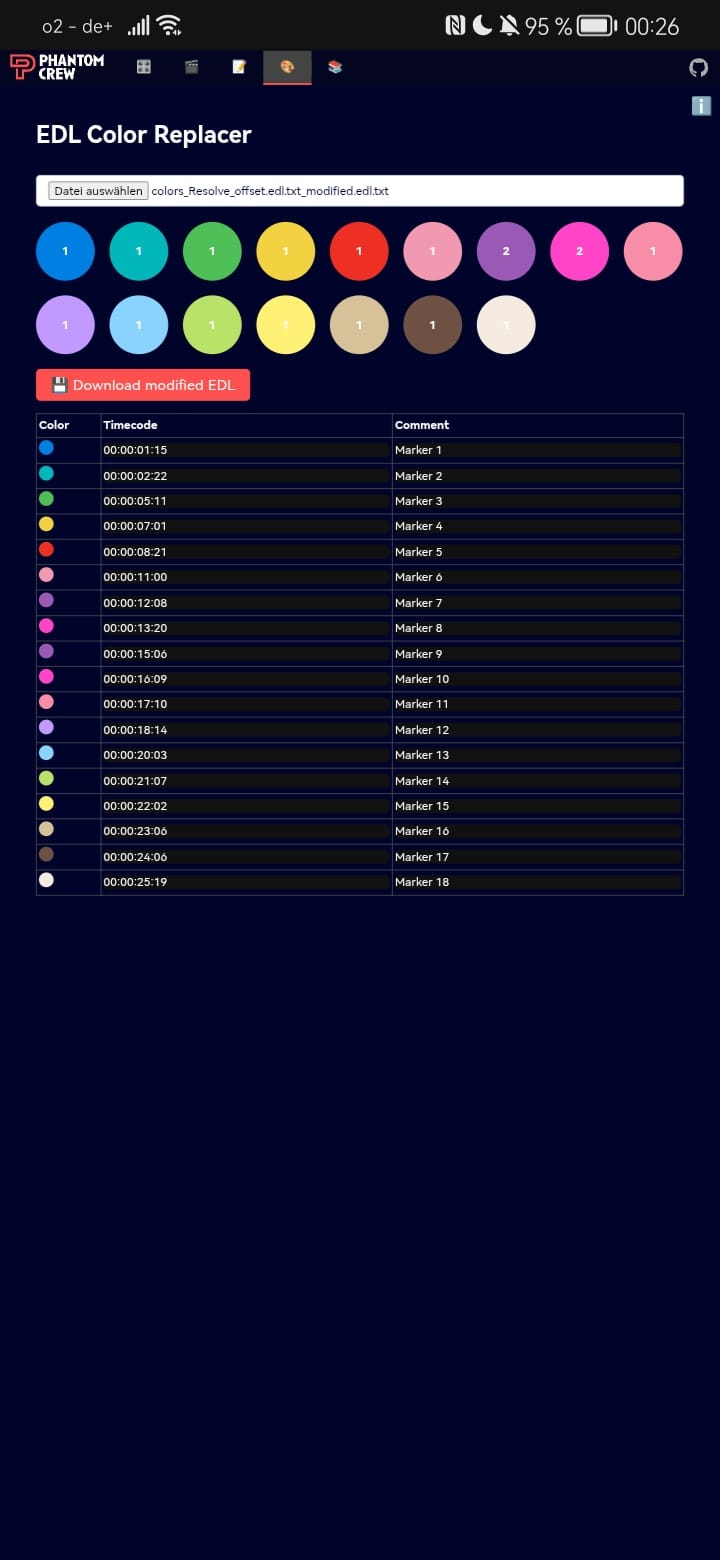 o2 – de+ 95 % 00:26
PHANTOM
CREW
EDL Color Replacer
Datei auswählen colors_Resolve_offset.edl.txt_modified.edl.txt
1 1 1 1 1 1 2 2 1
1 1 1 1 1 1 1
Download modified EDL
Color Timecode Comment
00:00:01:15 Marker 1
00:00:02:22 Marker 2
00:00:05:11 Marker 3
00:00:07:01 Marker 4
00:00:08:21 Marker 5
00:00:11:00 Marker 6
00:00:12:08 Marker 7
00:00:13:20 Marker 8
00:00:15:06 Marker 9
00:00:16:09 Marker 10
00:00:17:10 Marker 11
00:00:18:14 Marker 12
00:00:20:03 Marker 13
00:00:21:07 Marker 14
00:00:22:02 Marker 15
00:00:23:06 Marker 16
00:00:24:06 Marker 17
00:00:25:19 Marker 18